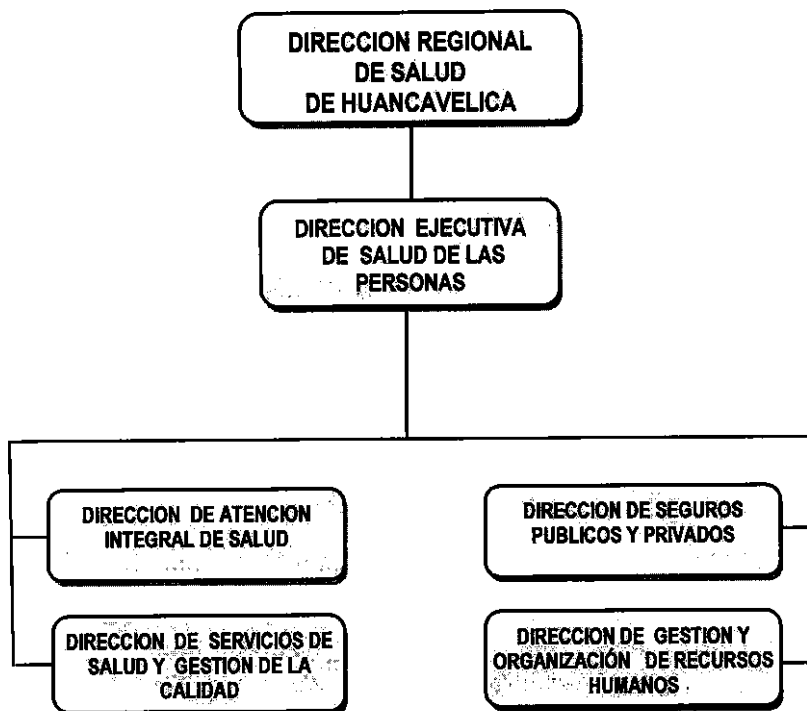 DIRECCION REGIONAL
DE SALUD
DE HUANCAVELICA
DIRECCION EJECUTIVA
DE SALUD DE LAS
PERSONAS
DIRECCION DE ATENCION
INTEGRAL DE SALUD
DIRECCION DE SEGUROS
PUBLICOS Y PRIVADOS
DIRECCION DE SERVICIOS DE
SALUD Y GESTION DE LA
CALIDAD
DIRECCION DE GESTION Y
ORGANIZACIÓN DE RECURSOS
HUMANOS